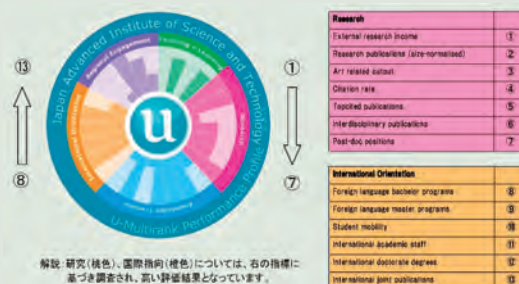 Japan Advanced Institute of Science and Technology
Teaching & Learning
Regional Engagement
Research
International Orientation
Knowledge Transfer
u
U-Multirank Performance Profile
⑬
⑧
①
⑦
解説:研究(桃色)、国際指向(橙色)については、右の指標に
基づき調査され、高い評価結果となっています。
Research
External research income ①
Research publications (size-normalised) ②
Art related output ③
Citation rate ④
Top cited publications ⑤
Interdisciplinary publications ⑥
Post-doc positions ⑦
International Orientation
Foreign language bachelor programs ⑧
Foreign language master programs ⑨
Student mobility ⑩
International academic staff ⑪
International doctorate degrees ⑫
International joint publications ⑬